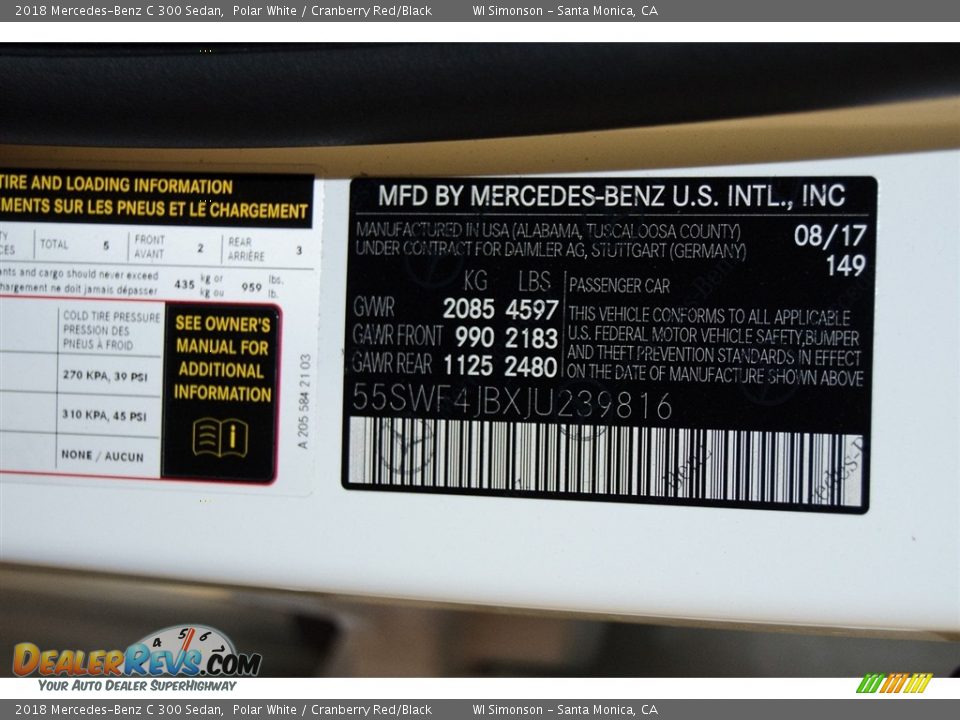 2018 Mercedes-Benz C 300 Sedan, Polar White / Cranberry Red/Black WI Simonson - Santa Monica, CA
TIRE AND LOADING INFORMATION
MENTS SUR LES PNEUS ET LE CHARGEMENT
TOTAL 5 FRONT AVANT 2 REAR ARRIÈRE 3
ants and cargo should never exceed
hargement ne doit jamais dépasser
435 kg or kg ou 959 lbs. lb.
COLD TIRE PRESSURE
PRESSION DES
PNEUS À FROID
270 KPA, 39 PSI
310 KPA, 45 PSI
NONE / AUCUN
SEE OWNER'S
MANUAL FOR
ADDITIONAL
INFORMATION
A 205 584 21 03
MFD BY MERCEDES-BENZ U.S. INTL., INC
MANUFACTURED IN USA (ALABAMA, TUSCALOOSA COUNTY)
UNDER CONTRACT FOR DAIMLER AG, STUTTGART (GERMANY)
08/17
149
KG LBS
GVWR 2085 4597
GAWR FRONT 990 2183
GAWR REAR 1125 2480
PASSENGER CAR
THIS VEHICLE CONFORMS TO ALL APPLICABLE
U.S. FEDERAL MOTOR VEHICLE SAFETY,BUMPER
AND THEFT PREVENTION STANDARDS IN EFFECT
ON THE DATE OF MANUFACTURE SHOWN ABOVE
55SWF4JBXJU239816
4 5 6 7
DealerRevs.com
Your Auto Dealer SuperHighway
2018 Mercedes-Benz C 300 Sedan, Polar White / Cranberry Red/Black WI Simonson - Santa Monica, CA